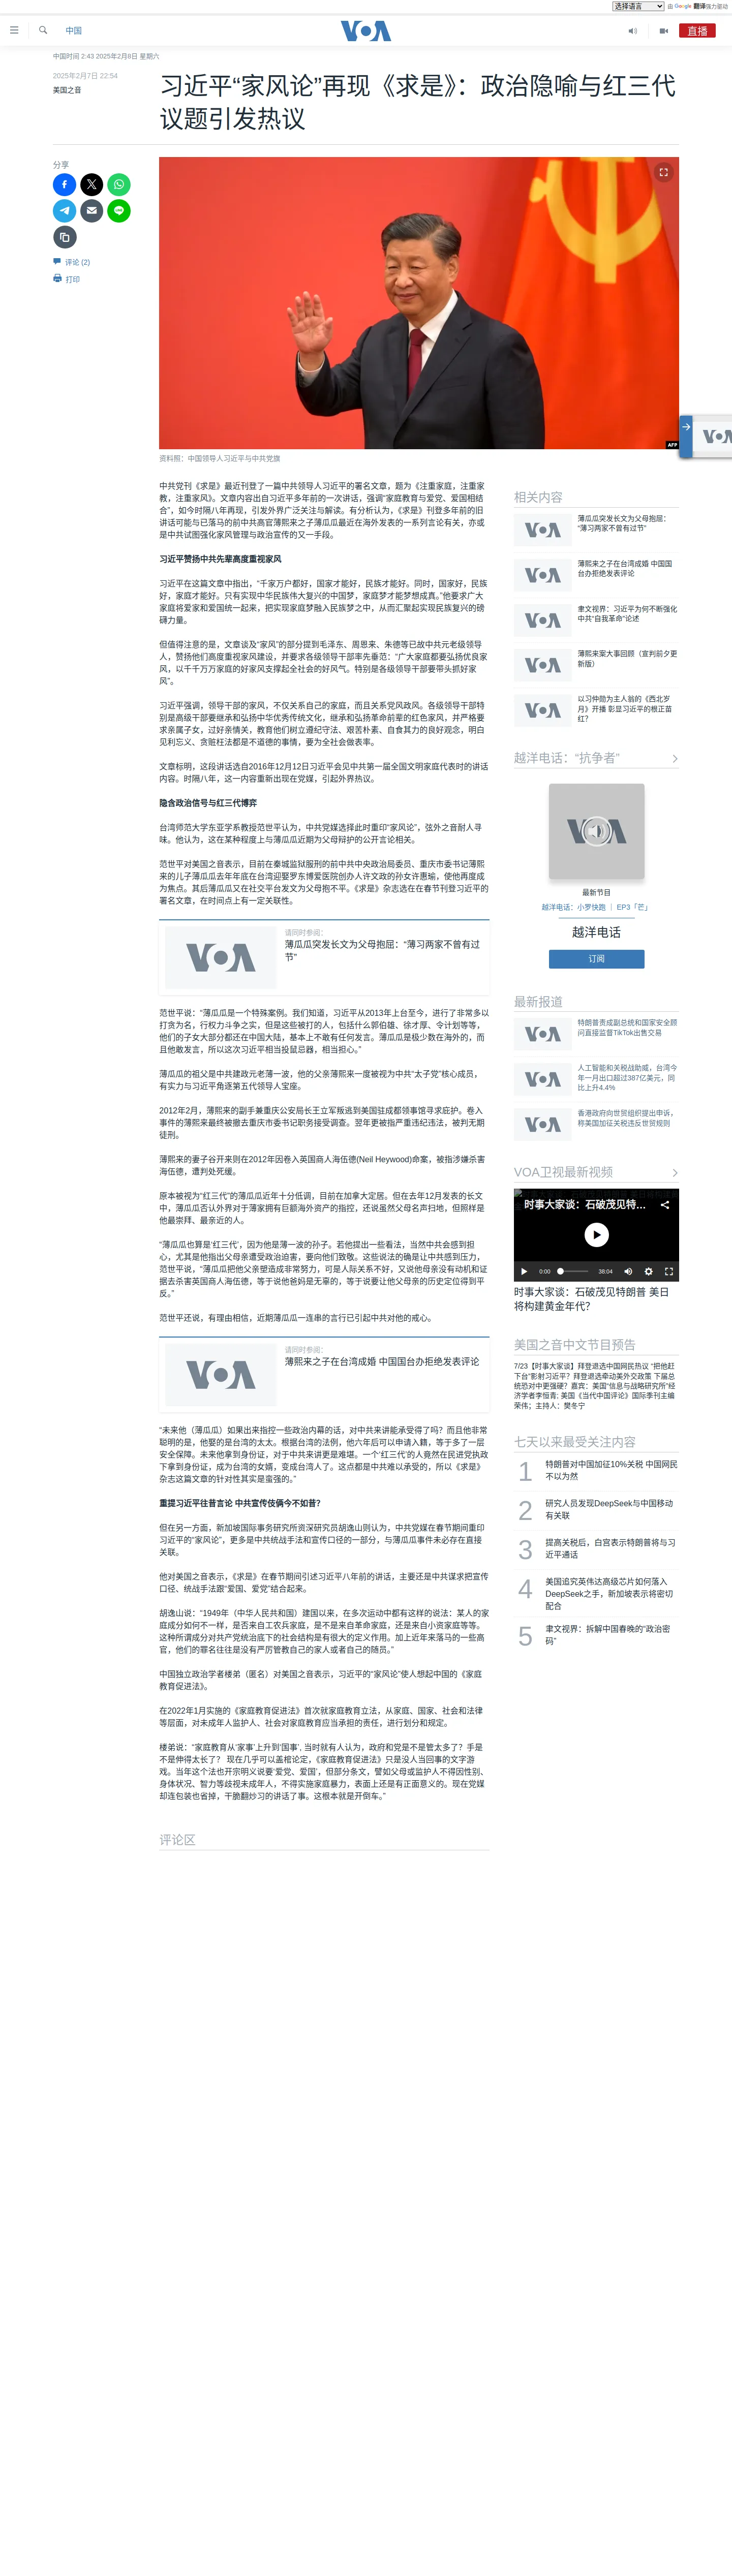 选择语言 由 Google 翻译强力驱动
中国
VOA
直播
中国时间 2:43 2025年2月8日 星期六
2025年2月7日 22:54
美国之音
习近平“家风论”再现《求是》：政治隐喻与红三代
议题引发热议
分享
评论 (2)
打印
AFP
资料照：中国领导人习近平与中共党旗
中共党刊《求是》最近刊登了一篇中共领导人习近平的署名文章，题为《注重家庭，注重家
教，注重家风》。文章内容出自习近平多年前的一次讲话，强调“家庭教育与爱党、爱国相结
合”，如今时隔八年再现，引发外界广泛关注与解读。有分析认为，《求是》刊登多年前的旧
讲话可能与已落马的前中共高官薄熙来之子薄瓜瓜最近在海外发表的一系列言论有关，亦或
是中共试图强化家风管理与政治宣传的又一手段。
习近平赞扬中共先辈高度重视家风
习近平在这篇文章中指出，“千家万户都好，国家才能好，民族才能好。同时，国家好，民族
好，家庭才能好。只有实现中华民族伟大复兴的中国梦，家庭梦才能梦想成真。”他要求广大
家庭将爱家和爱国统一起来，把实现家庭梦融入民族梦之中，从而汇聚起实现民族复兴的磅
礴力量。
但值得注意的是，文章谈及“家风”的部分提到毛泽东、周恩来、朱德等已故中共元老级领导
人，赞扬他们高度重视家风建设，并要求各级领导干部率先垂范：“广大家庭都要弘扬优良家
风，以千千万万家庭的好家风支撑起全社会的好风气。特别是各级领导干部要带头抓好家
风”。
习近平强调，领导干部的家风，不仅关系自己的家庭，而且关系党风政风。各级领导干部特
别是高级干部要继承和弘扬中华优秀传统文化，继承和弘扬革命前辈的红色家风，并严格要
求亲属子女，过好亲情关，教育他们树立遵纪守法、艰苦朴素、自食其力的良好观念，明白
见利忘义、贪赃枉法都是不道德的事情，要为全社会做表率。
文章标明，这段讲话选自2016年12月12日习近平会见中共第一届全国文明家庭代表时的讲话
内容。时隔八年，这一内容重新出现在党媒，引起外界热议。
隐含政治信号与红三代博弈
台湾师范大学东亚学系教授范世平认为，中共党媒选择此时重印“家风论”，弦外之音耐人寻
味。他认为，这在某种程度上与薄瓜瓜近期为父母辩护的公开言论相关。
范世平对美国之音表示，目前在秦城监狱服刑的前中共中央政治局委员、重庆市委书记薄熙
来的儿子薄瓜瓜去年年底在台湾迎娶罗东博爱医院创办人许文政的孙女许惠瑜，使他再度成
为焦点。其后薄瓜瓜又在社交平台发文为父母抱不平。《求是》杂志选在在春节刊登习近平的
署名文章，在时间点上有一定关联性。
VOA
请同时参阅：
薄瓜瓜突发长文为父母抱屈：“薄习两家不曾有过
节”
范世平说：“薄瓜瓜是一个特殊案例。我们知道，习近平从2013年上台至今，进行了非常多以
打贪为名，行权力斗争之实，但是这些被打的人，包括什么郭伯雄、徐才厚、令计划等等，
他们的子女大部分都还在中国大陆，基本上不敢有任何发言。薄瓜瓜是极少数在海外的，而
且他敢发言，所以这次习近平相当投鼠忌器，相当担心。”
薄瓜瓜的祖父是中共建政元老薄一波，他的父亲薄熙来一度被视为中共“太子党”核心成员，
有实力与习近平角逐第五代领导人宝座。
2012年2月，薄熙来的副手兼重庆公安局长王立军叛逃到美国驻成都领事馆寻求庇护。卷入
事件的薄熙来最终被撤去重庆市委书记职务接受调查。翌年更被指严重违纪违法，被判无期
徒刑。
薄熙来的妻子谷开来则在2012年因卷入英国商人海伍德(Neil Heywood)命案，被指涉嫌杀害
海伍德，遭判处死缓。
原本被视为“红三代”的薄瓜瓜近年十分低调，目前在加拿大定居。但在去年12月发表的长文
中，薄瓜瓜否认外界对于薄家拥有巨额海外资产的指控，还说虽然父母名声扫地，但照样是
他最崇拜、最亲近的人。
“薄瓜瓜也算是‘红三代’，因为他是薄一波的孙子。若他提出一些看法，当然中共会感到担
心，尤其是他指出父母亲遭受政治迫害，要向他们致敬。这些说法的确是让中共感到压力，
范世平说，“薄瓜瓜把他父亲塑造成非常努力，可是人际关系不好，又说他母亲没有动机和证
据去杀害英国商人海伍德，等于说他爸妈是无辜的，等于说要让他父母亲的历史定位得到平
反。”
范世平还说，有理由相信，近期薄瓜瓜一连串的言行已引起中共对他的戒心。
VOA
请同时参阅：
薄熙来之子在台湾成婚 中国国台办拒绝发表评论
“未来他（薄瓜瓜）如果出来指控一些政治内幕的话，对中共来讲能承受得了吗？而且他非常
聪明的是，他娶的是台湾的太太。根据台湾的法例，他六年后可以申请入籍，等于多了一层
安全保障。未来他拿到身份证，对于中共来讲更是难堪。一个‘红三代’的人竟然在民进党执政
下拿到身份证，成为台湾的女婿，变成台湾人了。这点都是中共难以承受的，所以《求是》
杂志这篇文章的针对性其实是蛮强的。”
重提习近平往昔言论 中共宣传伎俩今不如昔？
但在另一方面，新加坡国际事务研究所资深研究员胡逸山则认为，中共党媒在春节期间重印
习近平的“家风论”，更多是中共统战手法和宣传口径的一部分，与薄瓜瓜事件未必存在直接
关联。
他对美国之音表示，《求是》在春节期间引述习近平八年前的讲话，主要还是中共谋求把宣传
口径、统战手法跟“爱国、爱党”结合起来。
胡逸山说：“1949年（中华人民共和国）建国以来，在多次运动中都有这样的说法：某人的家
庭成分如何不一样，是否来自工农兵家庭，是不是来自革命家庭，还是来自小资家庭等等。
这种所谓成分对共产党统治底下的社会结构是有很大的定义作用。加上近年来落马的一些高
官，他们的罪名往往是没有严厉管教自己的家人或者自己的随员。”
中国独立政治学者楼弟（匿名）对美国之音表示，习近平的“家风论”使人想起中国的《家庭
教育促进法》。
在2022年1月实施的《家庭教育促进法》首次就家庭教育立法，从家庭、国家、社会和法律
等层面，对未成年人监护人、社会对家庭教育应当承担的责任，进行划分和规定。
楼弟说：“家庭教育从‘家事’上升到‘国事’, 当时就有人认为，政府和党是不是管太多了？手是
不是伸得太长了？ 现在几乎可以盖棺论定，《家庭教育促进法》只是没人当回事的文字游
戏。当年这个法也开宗明义说要‘爱党、爱国’，但部分条文，譬如父母或监护人不得因性别、
身体状况、智力等歧视未成年人，不得实施家庭暴力，表面上还是有正面意义的。现在党媒
却连包装也省掉，干脆翻炒习的讲话了事。这根本就是开倒车。”
评论区
相关内容
VOA
薄瓜瓜突发长文为父母抱屈：
“薄习两家不曾有过节”
VOA
薄熙来之子在台湾成婚 中国国
台办拒绝发表评论
VOA
聿文视界：习近平为何不断强化
中共“自我革命”论述
VOA
薄熙来案大事回顾（宣判前夕更
新版）
VOA
以习仲勋为主人翁的《西北岁
月》开播 彰显习近平的根正苗
红?
越洋电话：“抗争者”
VOA
最新节目
越洋电话：小罗快跑 ｜ EP3「芒」
越洋电话
订阅
最新报道
VOA
特朗普责成副总统和国家安全顾
问直接监督TikTok出售交易
VOA
人工智能和关税战助威，台湾今
年一月出口超过387亿美元，同
比上升4.4%
VOA
香港政府向世贸组织提出申诉，
称美国加征关税违反世贸规则
VOA卫视最新视频
时事大家谈：石破茂见特...
0:00 38:04
时事大家谈：石破茂见特朗普 美日
将构建黄金年代？
美国之音中文节目预告
7/23【时事大家谈】拜登退选中国网民热议 “把他赶
下台”影射习近平？拜登退选牵动美外交政策 下届总
统恐对中更强硬？嘉宾：美国“信息与战略研究所”经
济学者李恒青; 美国《当代中国评论》国际季刊主编
荣伟；主持人：樊冬宁
七天以来最受关注内容
1
特朗普对中国加征10%关税 中国网民
不以为然
2
研究人员发现DeepSeek与中国移动
有关联
3
提高关税后，白宫表示特朗普将与习
近平通话
4
美国追究英伟达高级芯片如何落入
DeepSeek之手，新加坡表示将密切
配合
5
聿文视界：拆解中国春晚的“政治密
码”